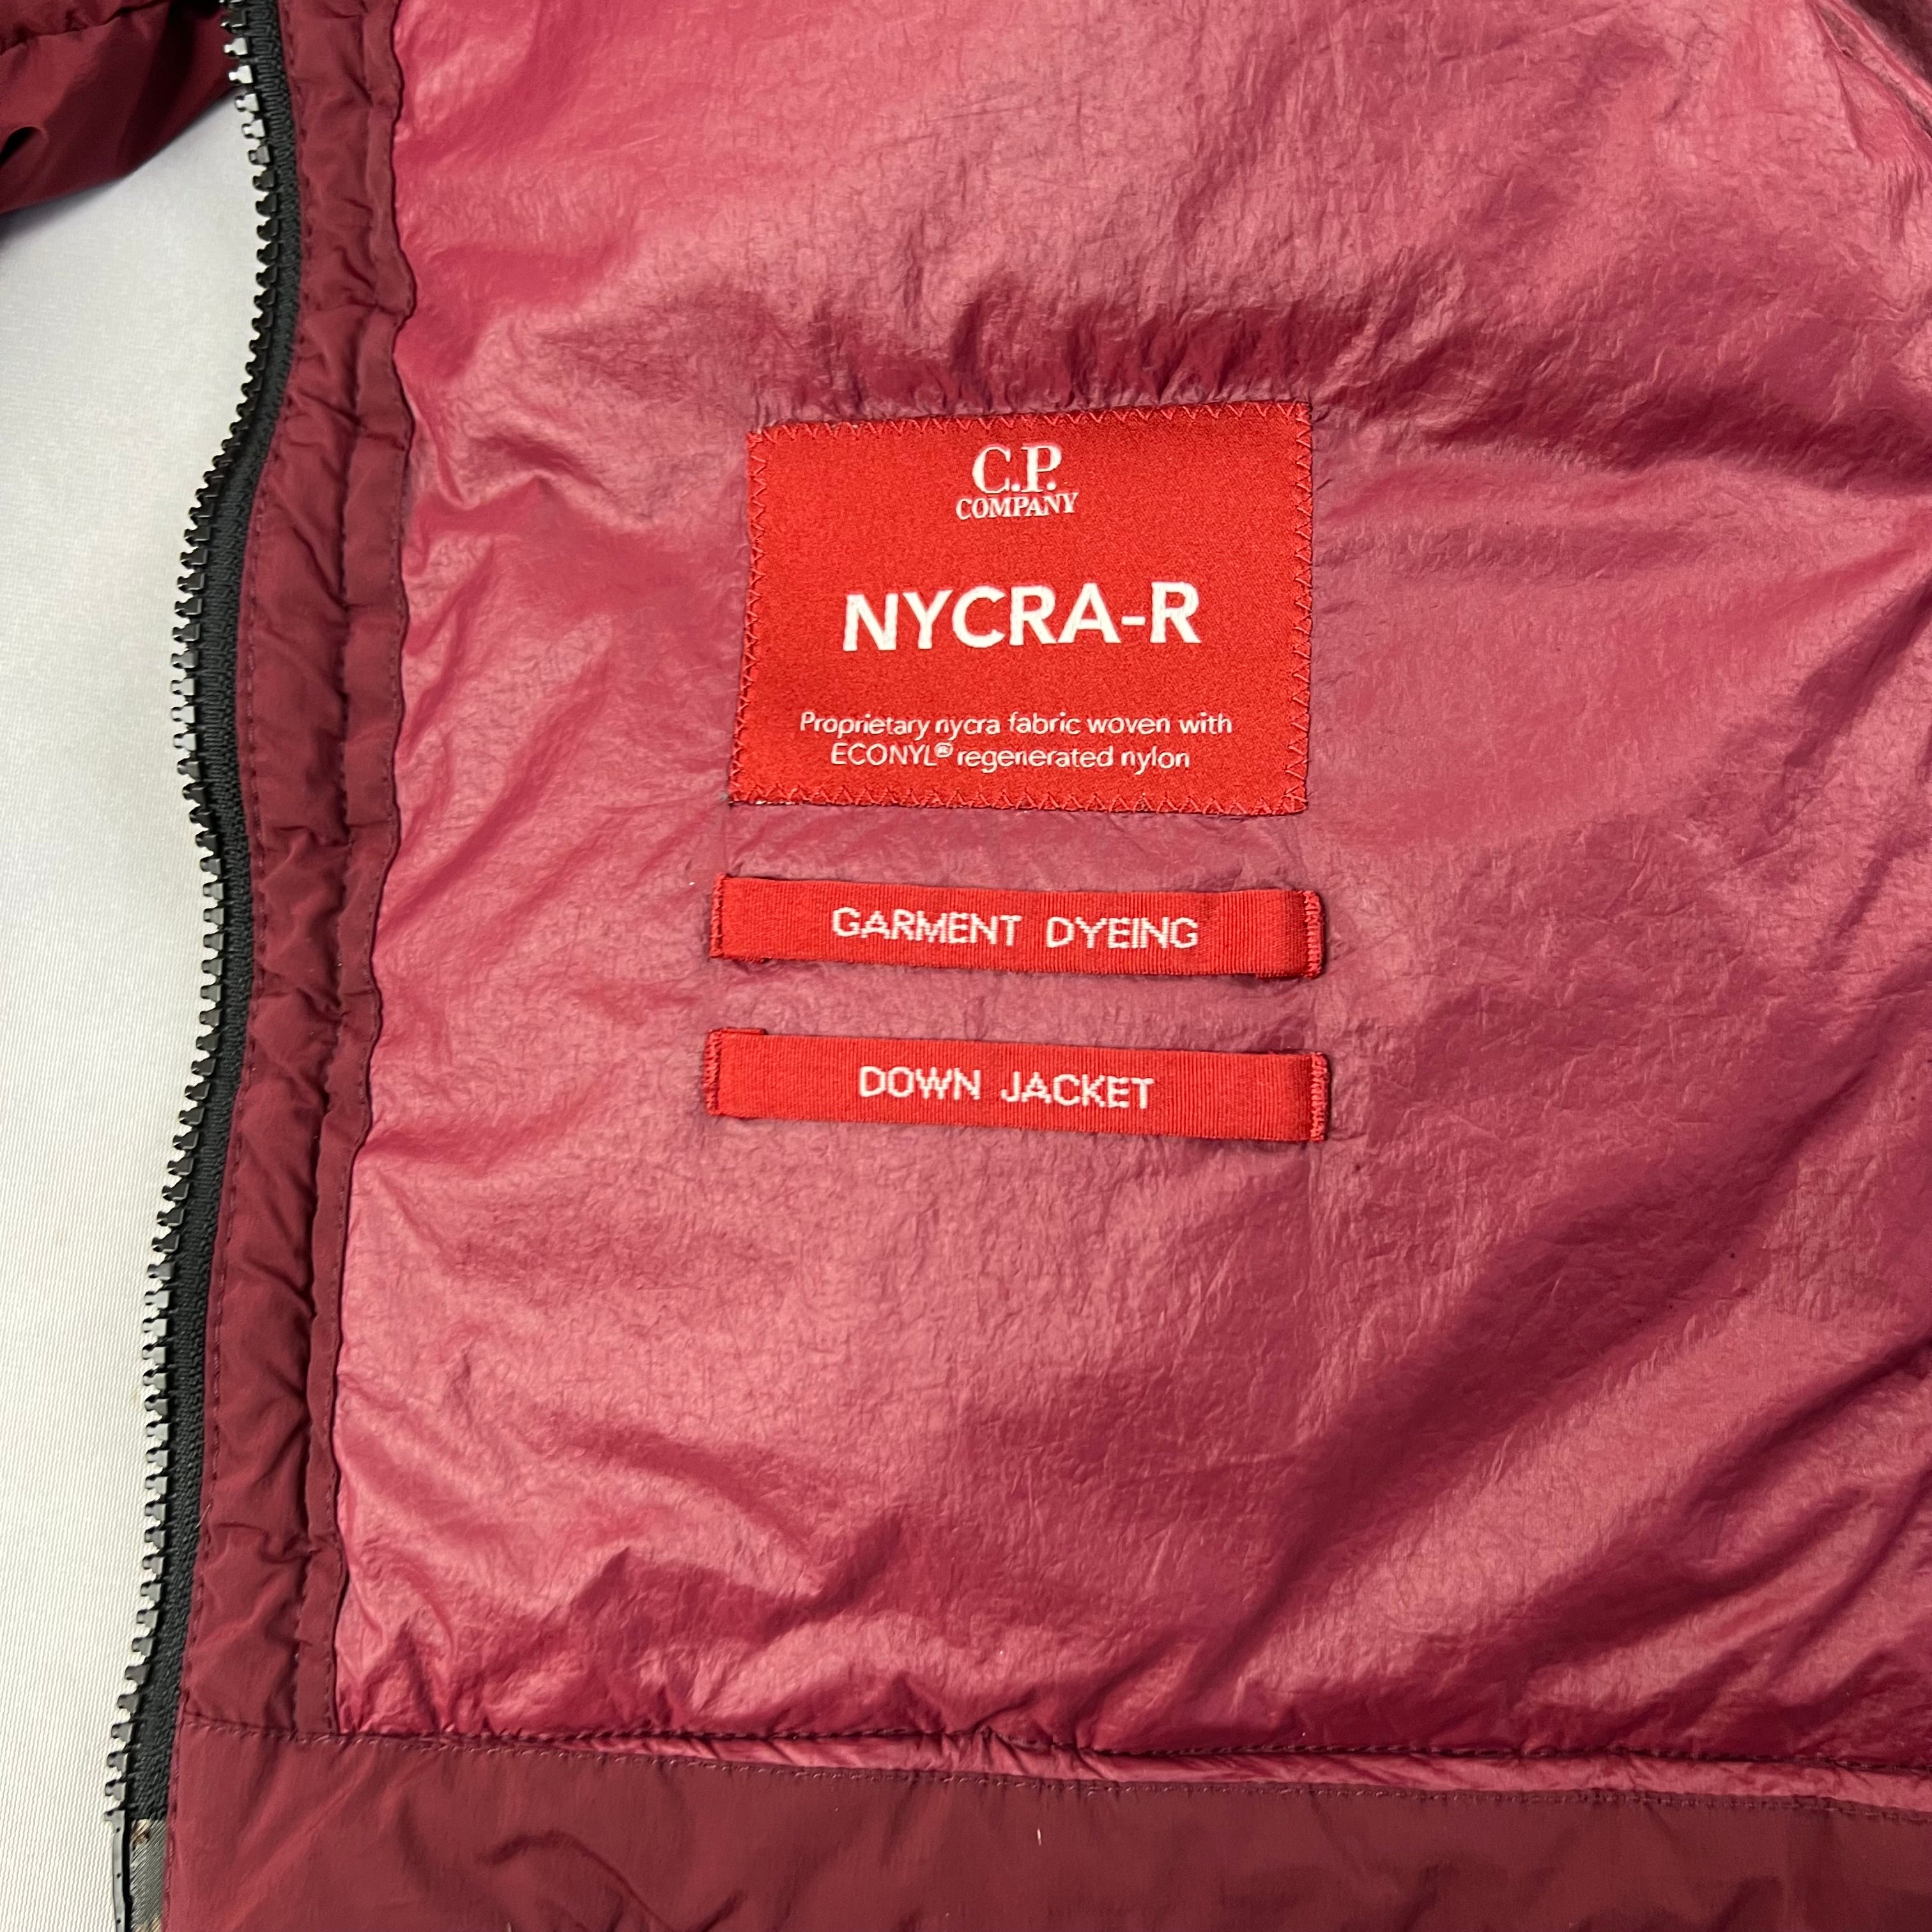 C.P.
COMPANY
NYCRA-R
Proprietary nycra fabric woven with
ECONYL® regenerated nylon
GARMENT DYEING
DOWN JACKET